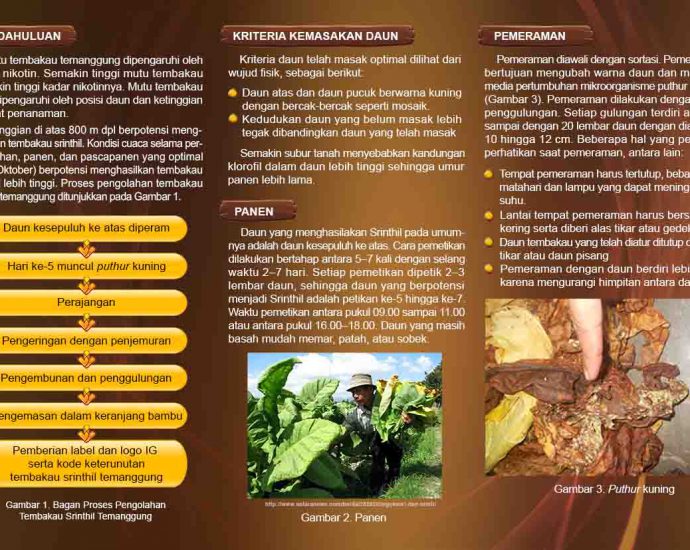 DAHULUAN
tu tembakau temanggung dipengaruhi oleh
nikotin. Semakin tinggi mutu tembakau
kin tinggi kadar nikotinnya. Mutu tembakau
dipengaruhi oleh posisi daun dan ketinggian
at penanaman.
nggian di atas 800 m dpl berpotensi meng-
n tembakau srinthil. Kondisi cuaca selama per-
han, panen, dan pascapanen yang optimal
Oktober) berpotensi menghasilkan tembakau
l lebih tinggi. Proses pengolahan tembakau
temanggung ditunjukkan pada Gambar 1.
Daun kesepuluh ke atas diperam
Hari ke-5 muncul puthur kuning
Perajangan
Pengeringan dengan penjemuran
Pengembunan dan penggulungan
engemasan dalam keranjang bambu
Pemberian label dan logo IG
serta kode keterunutan
tembakau srinthil temanggung
Gambar 1. Bagan Proses Pengolahan
Tembakau Srinthil Temanggung
KRITERIA KEMASAKAN DAUN
Kriteria daun telah masak optimal dilihat dari
wujud fisik, sebagai berikut:
Daun atas dan daun pucuk berwarna kuning
dengan bercak-bercak seperti mosaik.
Kedudukan daun yang belum masak lebih
tegak dibandingkan daun yang telah masak
Semakin subur tanah menyebabkan kandungan
klorofil dalam daun lebih tinggi sehingga umur
panen lebih lama.
PANEN
Daun yang menghasilakan Srinthil pada umum-
nya adalah daun kesepuluh ke atas. Cara pemetikan
dilakukan bertahap antara 5–7 kali dengan selang
waktu 2–7 hari. Setiap pemetikan dipetik 2–3
lembar daun, sehingga daun yang berpotensi
menjadi Srinthil adalah petikan ke-5 hingga ke-7.
Waktu pemetikan antara pukul 09.00 sampai 11.00
atau antara pukul 16.00–18.00. Daun yang masih
basah mudah memar, patah, atau sobek.
Gambar 2. Panen
PEMERAMAN
Pemeraman diawali dengan sortasi. Peme
bertujuan mengubah warna daun dan m
media pertumbuhan mikroorganisme puthur
(Gambar 3). Pemeraman dilakukan dengan
penggulungan. Setiap gulungan terdiri a
sampai dengan 20 lembar daun dengan dia
10 hingga 12 cm. Beberapa hal yang pe
perhatikan saat pemeraman, antara lain:
Tempat pemeraman harus tertutup, beba
matahari dan lampu yang dapat mening
suhu.
Lantai tempat pemeraman harus bers
kering serta diberi alas tikar atau gedek
Daun tembakau yang telah diatur ditutup d
tikar atau daun pisang
Pemeraman dengan daun berdiri lebi
karena mengurangi himpitan antara da
Gambar 3. Puthur kuning